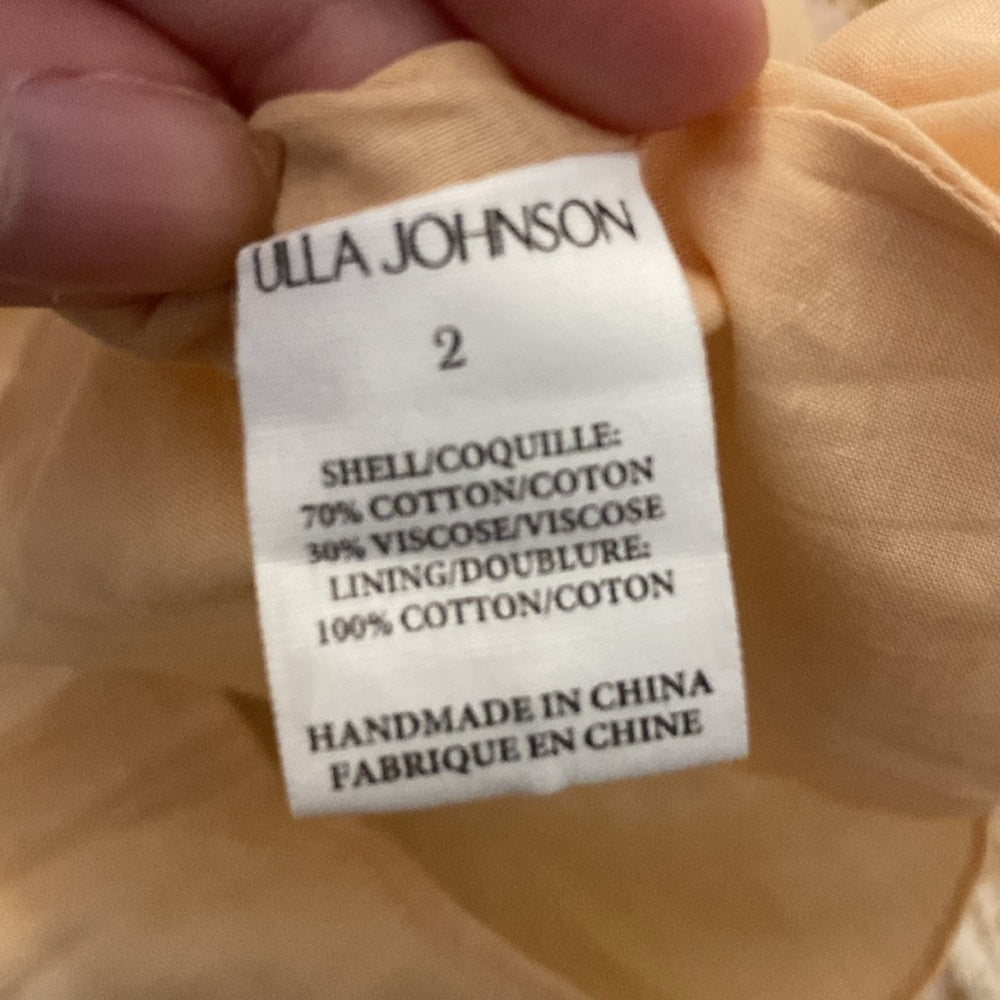 ULLA JOHNSON
2
SHELL/COQUILLE:
70% COTTON/COTON
30% VISCOSE/VISCOSE
LINING/DOUBLURE:
100% COTTON/COTON
HANDMADE IN CHINA
FABRIQUE EN CHINE